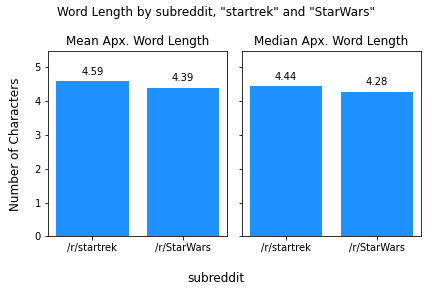 Word Length by subreddit, "startrek" and "StarWars"
Mean Apx. Word Length
Median Apx. Word Length
Number of Characters
5
4
3
2
1
0
4.59
4.39
4.44
4.28
/r/startrek
/r/StarWars
/r/startrek
/r/StarWars
subreddit